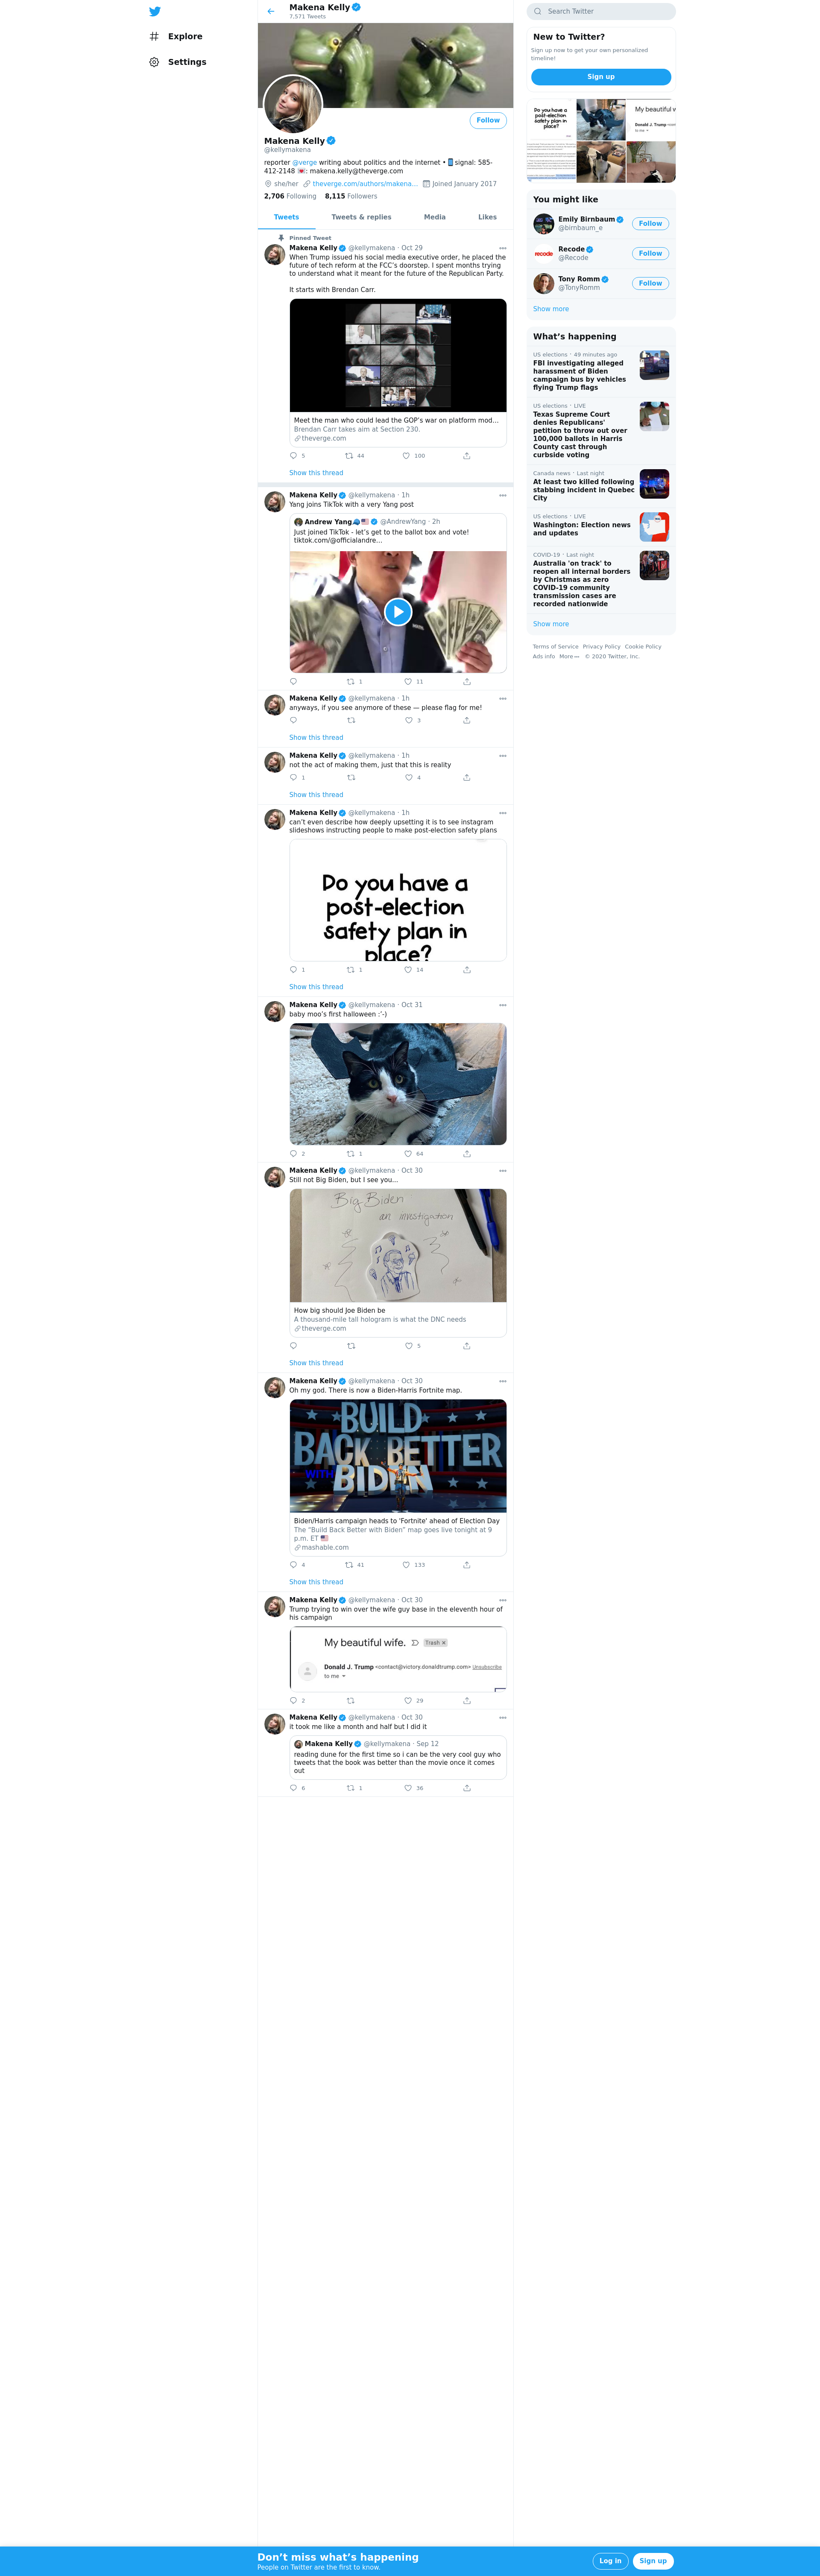 Explore
Settings
Makena Kelly
7,571 Tweets
Follow
Makena Kelly
@kellymakena
reporter @verge writing about politics and the internet • 📱signal: 585-
412-2148 💌: makena.kelly@theverge.com
she/her theverge.com/authors/makena… Joined January 2017
2,706 Following 8,115 Followers
Tweets Tweets & replies Media Likes
Pinned Tweet
Makena Kelly @kellymakena · Oct 29
When Trump issued his social media executive order, he placed the
future of tech reform at the FCC's doorstep. I spent months trying
to understand what it meant for the future of the Republican Party.
It starts with Brendan Carr.
Meet the man who could lead the GOP's war on platform mod…
Brendan Carr takes aim at Section 230.
theverge.com
5 44 100
Show this thread
Makena Kelly @kellymakena · 1h
Yang joins TikTok with a very Yang post
Andrew Yang🧢🇺🇸 @AndrewYang · 2h
Just joined TikTok - let's get to the ballot box and vote!
tiktok.com/@officialandre…
1 11
Makena Kelly @kellymakena · 1h
anyways, if you see anymore of these — please flag for me!
3
Show this thread
Makena Kelly @kellymakena · 1h
not the act of making them, just that this is reality
1 4
Show this thread
Makena Kelly @kellymakena · 1h
can't even describe how deeply upsetting it is to see instagram
slideshows instructing people to make post-election safety plans
Do you have a
post-election
safety plan in
place?
1 1 14
Show this thread
Makena Kelly @kellymakena · Oct 31
baby moo's first halloween :'-)
2 1 64
Makena Kelly @kellymakena · Oct 30
Still not Big Biden, but I see you…
Big Biden
an investigation
How big should Joe Biden be
A thousand-mile tall hologram is what the DNC needs
theverge.com
5
Show this thread
Makena Kelly @kellymakena · Oct 30
Oh my god. There is now a Biden-Harris Fortnite map.
BUILD
BACK BETTER
WITH BIDEN
Biden/Harris campaign heads to 'Fortnite' ahead of Election Day
The "Build Back Better with Biden" map goes live tonight at 9
p.m. ET 🇺🇸
mashable.com
4 41 133
Show this thread
Makena Kelly @kellymakena · Oct 30
Trump trying to win over the wife guy base in the eleventh hour of
his campaign
My beautiful wife. Trash ×
Donald J. Trump <contact@victory.donaldtrump.com> Unsubscribe
to me
2 29
Makena Kelly @kellymakena · Oct 30
it took me like a month and half but I did it
Makena Kelly @kellymakena · Sep 12
reading dune for the first time so i can be the very cool guy who
tweets that the book was better than the movie once it comes
out
6 1 36
Search Twitter
New to Twitter?
Sign up now to get your own personalized
timeline!
Sign up
Do you have a
post-election
safety plan in
place?
My beautiful w
Donald J. Trump
to me
You might like
Emily Birnbaum
@birnbaum_e
Follow
recode
Recode
@Recode
Follow
Tony Romm
@TonyRomm
Follow
Show more
What's happening
US elections · 49 minutes ago
FBI investigating alleged
harassment of Biden
campaign bus by vehicles
flying Trump flags
US elections · LIVE
Texas Supreme Court
denies Republicans'
petition to throw out over
100,000 ballots in Harris
County cast through
curbside voting
Canada news · Last night
At least two killed following
stabbing incident in Quebec
City
US elections · LIVE
Washington: Election news
and updates
COVID-19 · Last night
Australia 'on track' to
reopen all internal borders
by Christmas as zero
COVID-19 community
transmission cases are
recorded nationwide
Show more
Terms of Service Privacy Policy Cookie Policy
Ads info More © 2020 Twitter, Inc.
Don't miss what's happening
People on Twitter are the first to know.
Log in
Sign up